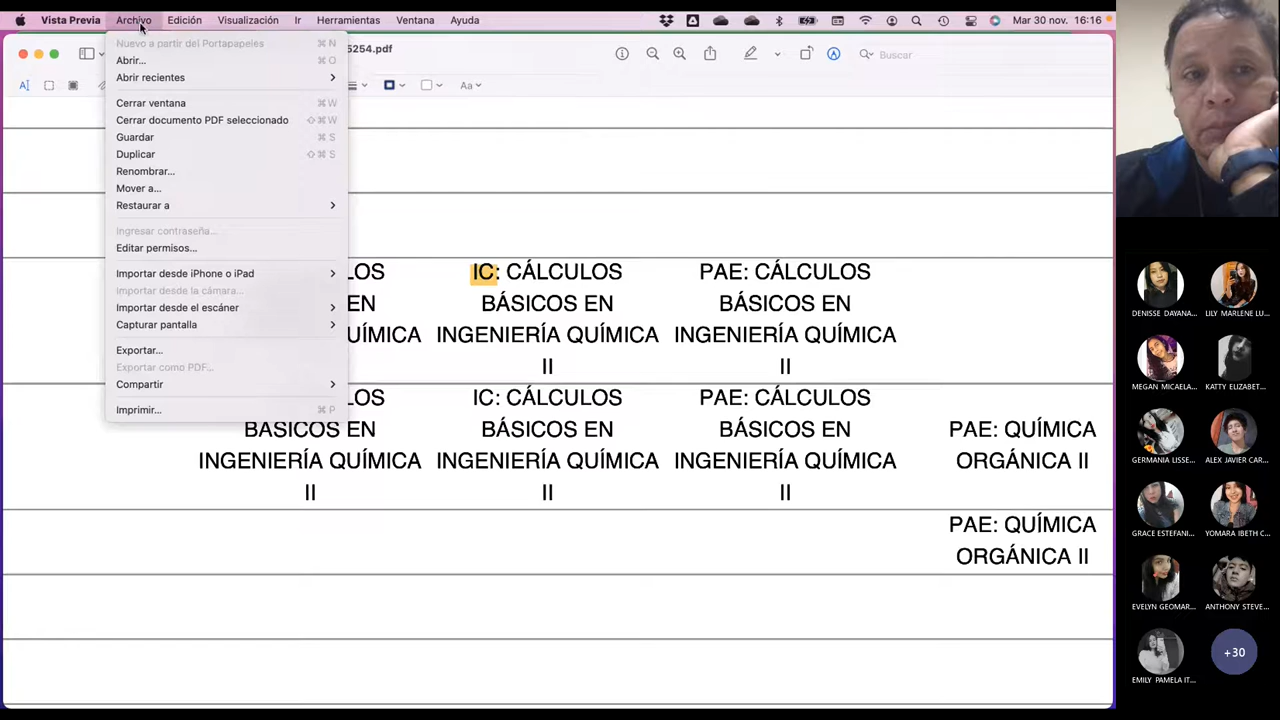 Vista Previa Archivo Edición Visualización Ir Herramientas Ventana Ayuda Mar 30 nov. 16:16
5254.pdf
Buscar
Aa
Nuevo a partir del Portapapeles ⌘ N
Abrir... ⌘ O
Abrir recientes
Cerrar ventana ⌘ W
Cerrar documento PDF seleccionado ⇧⌘ W
Guardar ⌘ S
Duplicar ⇧⌘ S
Renombrar...
Mover a...
Restaurar a
Ingresar contraseña...
Editar permisos...
Importar desde iPhone o iPad
Importar desde la cámara...
Importar desde el escáner
Capturar pantalla
Exportar...
Exportar como PDF...
Compartir
Imprimir... ⌘ P
LOS IC: CÁLCULOS PAE: CÁLCULOS
EN BÁSICOS EN BÁSICOS EN
UÍMICA INGENIERÍA QUÍMICA INGENIERÍA QUÍMICA
II II
LOS IC: CÁLCULOS PAE: CÁLCULOS
BÁSICOS EN BÁSICOS EN BÁSICOS EN PAE: QUÍMICA
INGENIERÍA QUÍMICA INGENIERÍA QUÍMICA INGENIERÍA QUÍMICA ORGÁNICA II
II II II
PAE: QUÍMICA
ORGÁNICA II
DENISSE DAYANA... LILY MARLENE LU...
MEGAN MICAELA... KATTY ELIZABET...
GERMANIA LISSE... ALEX JAVIER CAR...
GRACE ESTEFANI... YOMARA IBETH C...
EVELYN GEOMAR... ANTHONY STEVE...
EMILY PAMELA IT... +30